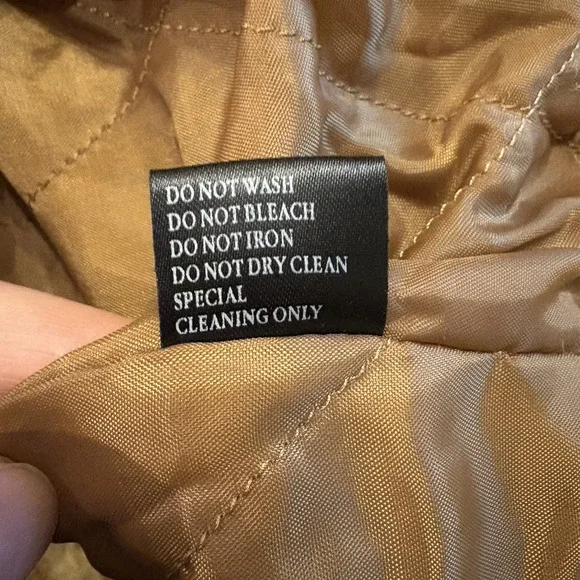 DO NOT WASH
DO NOT BLEACH
DO NOT IRON
DO NOT DRY CLEAN
SPECIAL
CLEANING ONLY